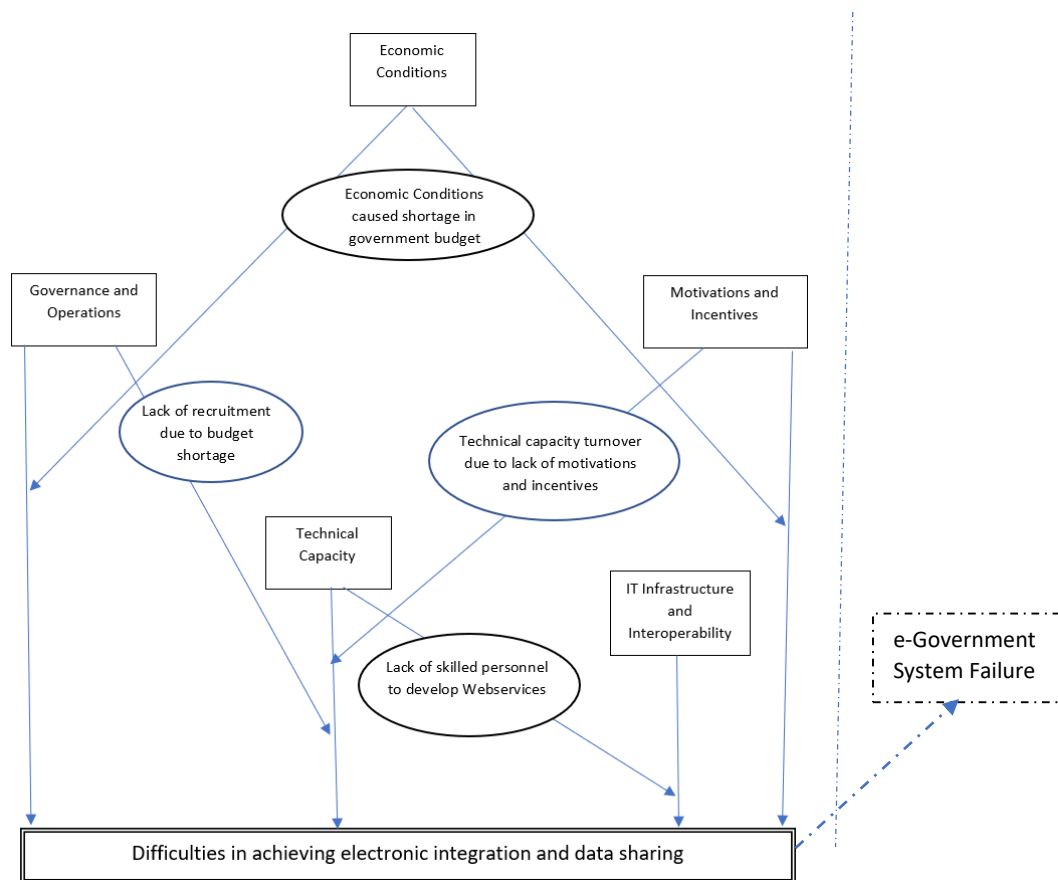 Economic
Conditions
Economic Conditions
caused shortage in
government budget
Governance and
Operations
Motivations and
Incentives
Lack of recruitment
due to budget
shortage
Technical capacity turnover
due to lack of motivations
and incentives
Technical
Capacity
IT Infrastructure
and
Interoperability
e-Government
System Failure
Lack of skilled personnel
to develop Webservices
Difficulties in achieving electronic integration and data sharing